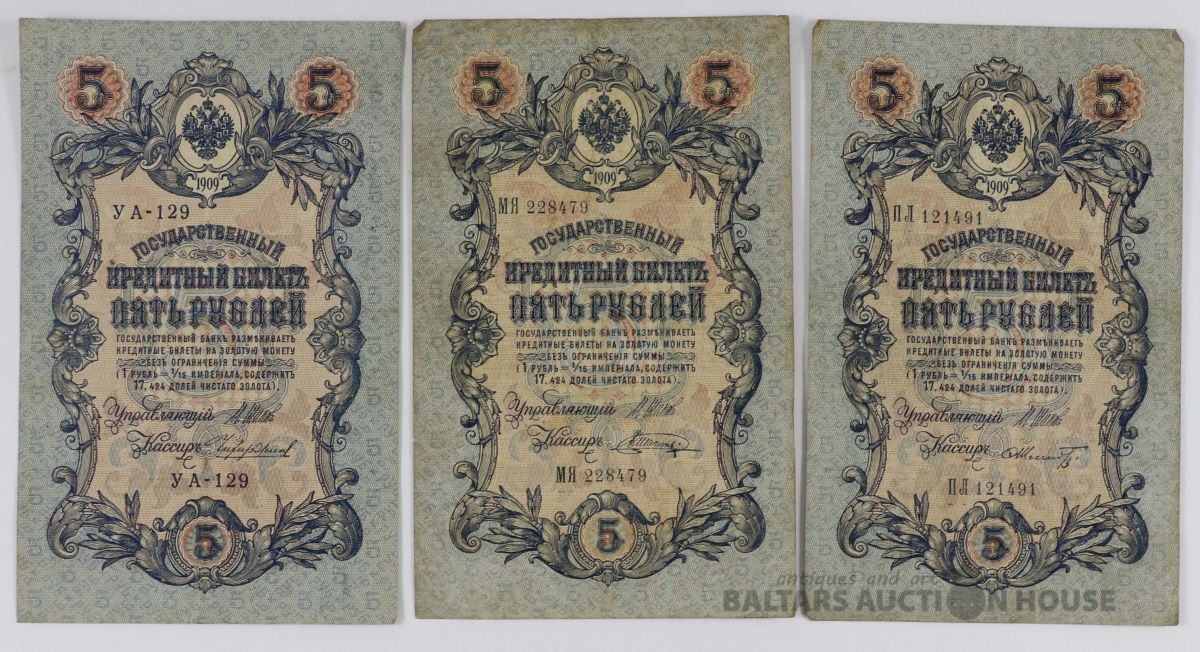 5 5
1909
УА-129
ГОСУДАРСТВЕННЫЙ
КРЕДИТНЫЙ БИЛЕТЪ
ПЯТЬ РУБЛЕЙ
ГОСУДАРСТВЕННЫЙ БАНКЪ РАЗМѢНИВАЕТЪ
КРЕДИТНЫЕ БИЛЕТЫ НА ЗОЛОТУЮ МОНЕТУ
БЕЗЪ ОГРАНИЧЕНІЯ СУММЫ
(1 РУБЛЬ = 1/15 ИМПЕРІАЛА, СОДЕРЖИТЪ
17,424 ДОЛЕЙ ЧИСТАГО ЗОЛОТА).
Управляющій
Кассиръ
УА-129
5
5 5
1909
МЯ 228479
ГОСУДАРСТВЕННЫЙ
КРЕДИТНЫЙ БИЛЕТЪ
ПЯТЬ РУБЛЕЙ
ГОСУДАРСТВЕННЫЙ БАНКЪ РАЗМѢНИВАЕТЪ
КРЕДИТНЫЕ БИЛЕТЫ НА ЗОЛОТУЮ МОНЕТУ
БЕЗЪ ОГРАНИЧЕНІЯ СУММЫ
(1 РУБЛЬ = 1/15 ИМПЕРІАЛА, СОДЕРЖИТЪ
17,424 ДОЛЕЙ ЧИСТАГО ЗОЛОТА).
Управляющій
Кассиръ
МЯ 228479
5
5 5
1909
ПЛ 121491
ГОСУДАРСТВЕННЫЙ
КРЕДИТНЫЙ БИЛЕТЪ
ПЯТЬ РУБЛЕЙ
ГОСУДАРСТВЕННЫЙ БАНКЪ РАЗМѢНИВАЕТЪ
КРЕДИТНЫЕ БИЛЕТЫ НА ЗОЛОТУЮ МОНЕТУ
БЕЗЪ ОГРАНИЧЕНІЯ СУММЫ
(1 РУБЛЬ = 1/15 ИМПЕРІАЛА, СОДЕРЖИТЪ
17,424 ДОЛЕЙ ЧИСТАГО ЗОЛОТА).
Управляющій
Кассиръ
ПЛ 121491
5
antiques and art
BALTARS AUCTION HOUSE